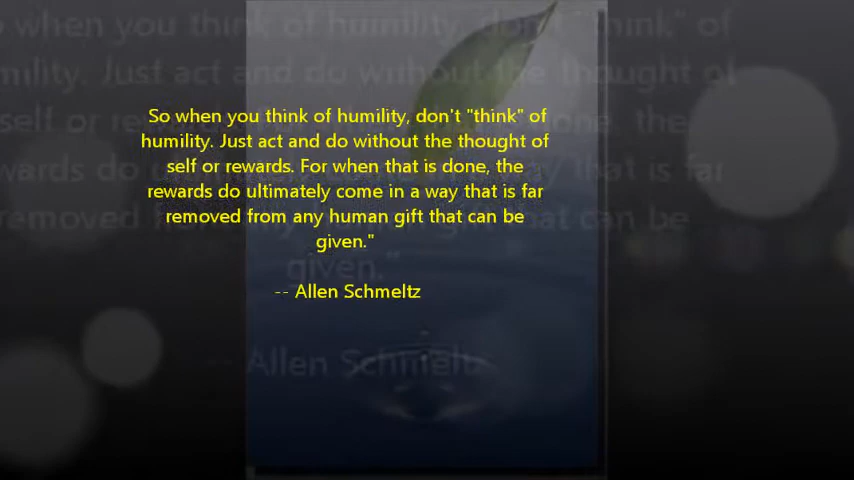 So when you think of humility, don't "think" of
humility. Just act and do without the thought of
self or rewards. For when that is done, the
rewards do ultimately come in a way that is far
removed from any human gift that can be
given."
-- Allen Schmeltz